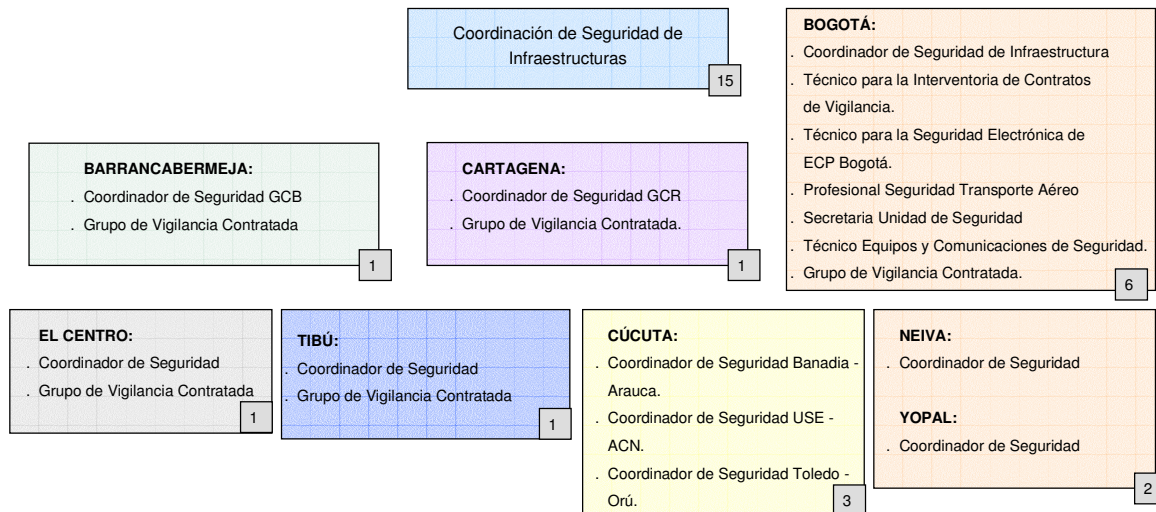 Coordinación de Seguridad de
Infraestructuras
15
BOGOTÁ:
. Coordinador de Seguridad de Infraestructura
. Técnico para la Interventoria de Contratos
de Vigilancia.
. Técnico para la Seguridad Electrónica de
ECP Bogotá.
. Profesional Seguridad Transporte Aéreo
. Secretaria Unidad de Seguridad
. Técnico Equipos y Comunicaciones de Seguridad.
. Grupo de Vigilancia Contratada.
6
BARRANCABERMEJA:
. Coordinador de Seguridad GCB
. Grupo de Vigilancia Contratada
1
CARTAGENA:
. Coordinador de Seguridad GCR
. Grupo de Vigilancia Contratada.
1
EL CENTRO:
. Coordinador de Seguridad
. Grupo de Vigilancia Contratada
1
TIBÚ:
. Coordinador de Seguridad
. Grupo de Vigilancia Contratada
1
CÚCUTA:
. Coordinador de Seguridad Banadia -
Arauca.
. Coordinador de Seguridad USE -
ACN.
. Coordinador de Seguridad Toledo -
Orú.
3
NEIVA:
. Coordinador de Seguridad
YOPAL:
. Coordinador de Seguridad
2